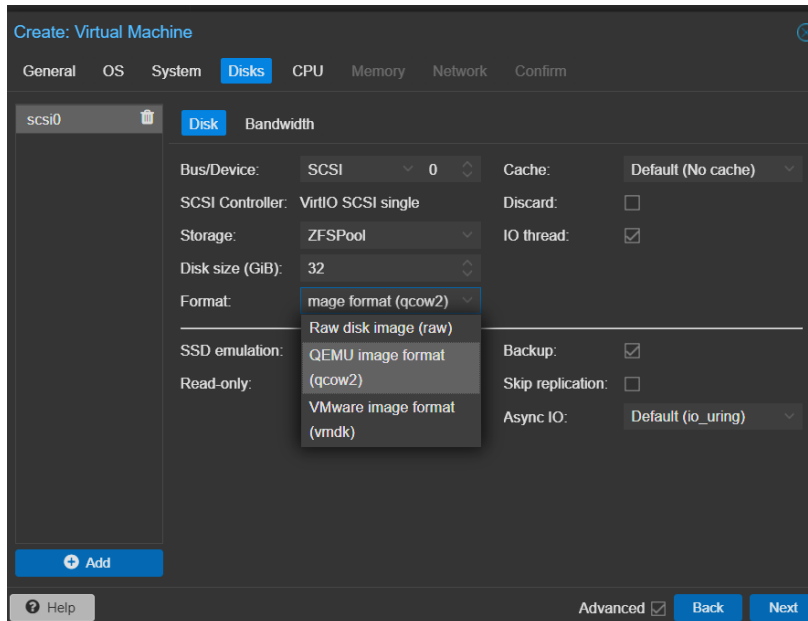 Create: Virtual Machine
General OS System Disks CPU Memory Network Confirm
scsi0
Disk Bandwidth
Bus/Device: SCSI 0 Cache: Default (No cache)
SCSI Controller: VirtIO SCSI single Discard:
Storage: ZFSPool IO thread:
Disk size (GiB): 32
Format: mage format (qcow2)
Raw disk image (raw)
SSD emulation: QEMU image format Backup:
(qcow2)
Read-only: Skip replication:
VMware image format
(vmdk) Async IO: Default (io_uring)
Add
Help Advanced Back Next